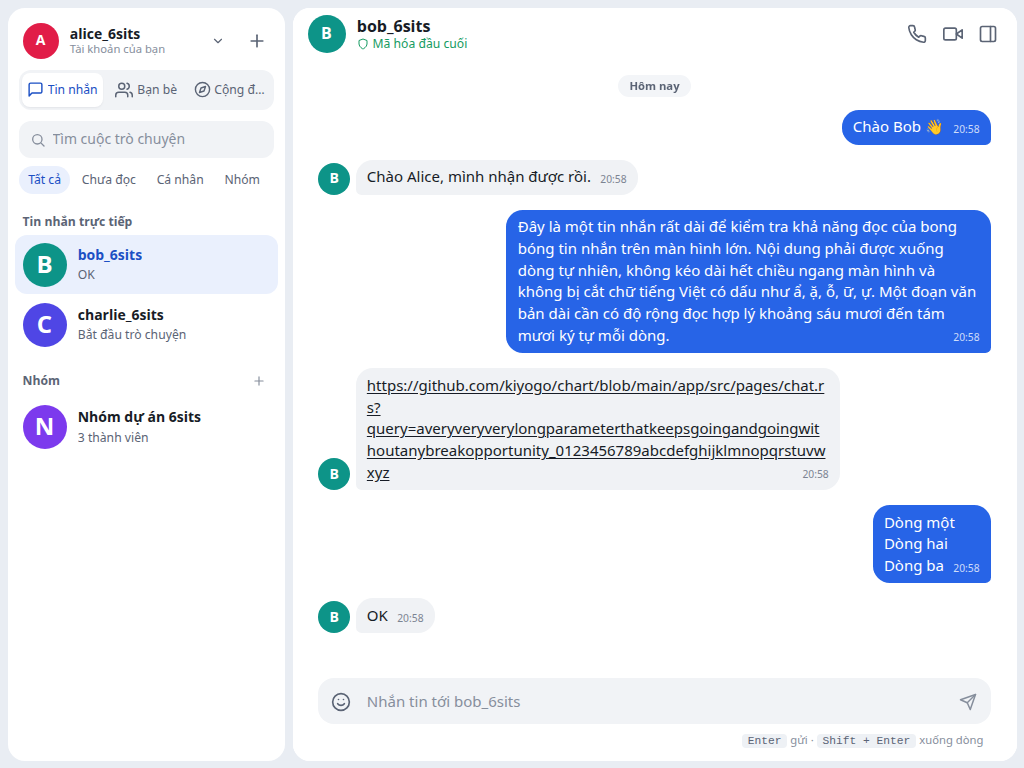 A
alice_6sits
Tài khoản của bạn
Tin nhắn
Bạn bè
Cộng đ...
Tìm cuộc trò chuyện
Tất cả
Chưa đọc
Cá nhân
Nhóm
Tin nhắn trực tiếp
B
bob_6sits
OK
C
charlie_6sits
Bắt đầu trò chuyện
Nhóm
N
Nhóm dự án 6sits
3 thành viên
B
bob_6sits
Mã hóa đầu cuối
Hôm nay
Chào Bob 👋 20:58
B
Chào Alice, mình nhận được rồi. 20:58
Đây là một tin nhắn rất dài để kiểm tra khả năng đọc của bong
bóng tin nhắn trên màn hình lớn. Nội dung phải được xuống
dòng tự nhiên, không kéo dài hết chiều ngang màn hình và
không bị cắt chữ tiếng Việt có dấu như ẩ, ặ, ỗ, ữ, ự. Một đoạn văn
bản dài cần có độ rộng đọc hợp lý khoảng sáu mươi đến tám
mươi ký tự mỗi dòng. 20:58
https://github.com/kiyogo/chart/blob/main/app/src/pages/chat.r
s?
query=averyveryverylongparameterthatkeepsgoingandgoingwit
houtanybreakopportunity_0123456789abcdefghijklmnopqrstuvw
xyz 20:58
B
Dòng một
Dòng hai
Dòng ba 20:58
B
OK 20:58
Nhắn tin tới bob_6sits
Enter gửi · Shift + Enter xuống dòng